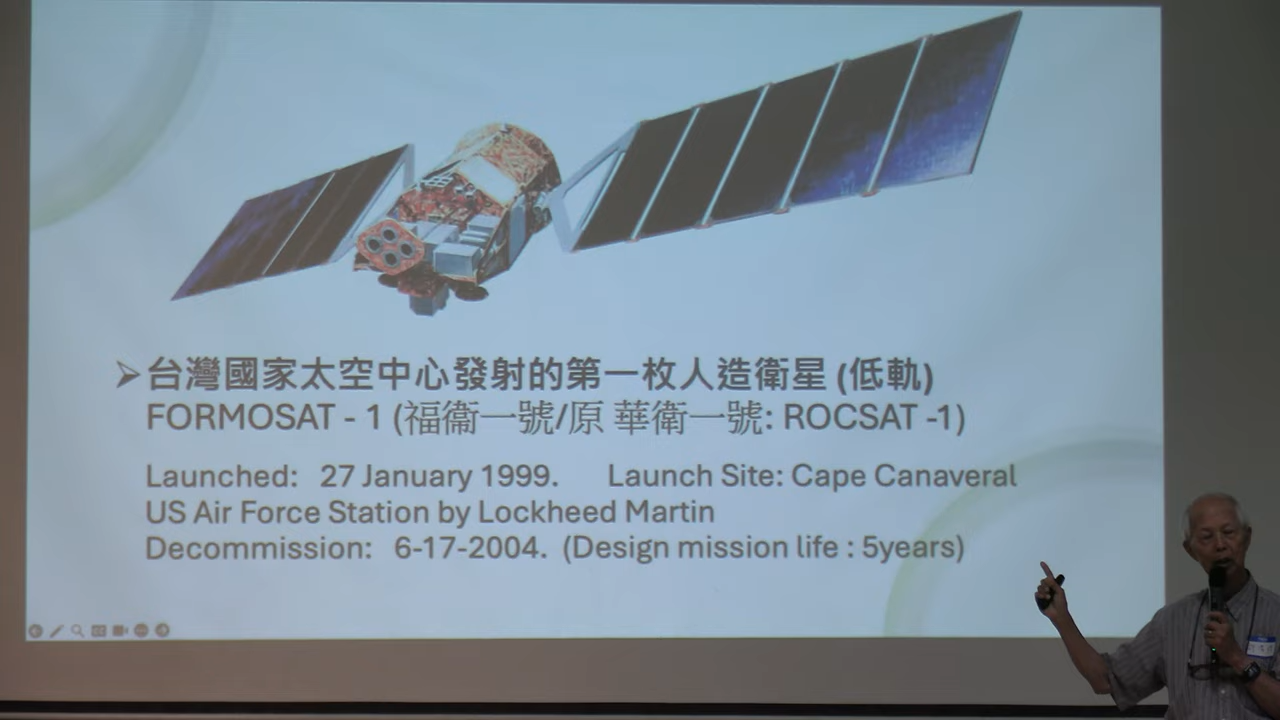 ➢台灣國家太空中心發射的第一枚人造衛星 (低軌)
FORMOSAT - 1 (福衛一號/原 華衛一號: ROCSAT -1)
Launched: 27 January 1999. Launch Site: Cape Canaveral
US Air Force Station by Lockheed Martin
Decommission: 6-17-2004. (Design mission life : 5years)